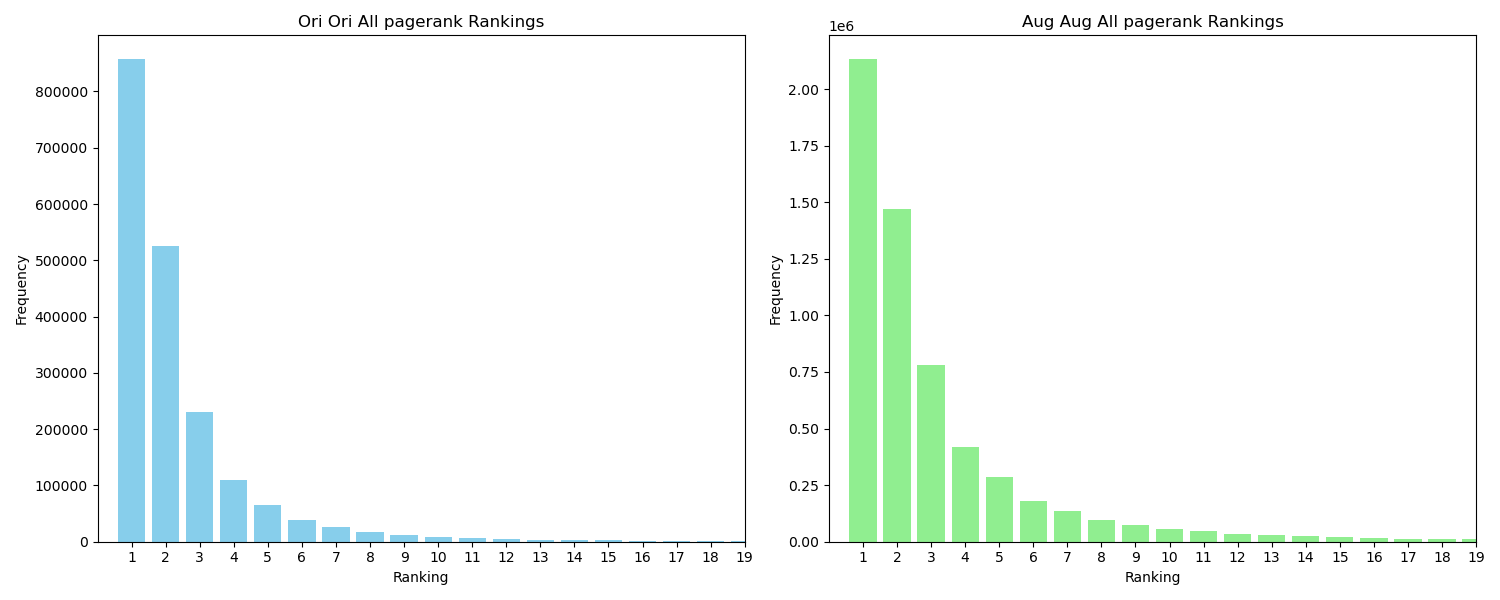 Ori Ori All pagerank Rankings
Frequency
800000
700000
600000
500000
400000
300000
200000
100000
0
1 2 3 4 5 6 7 8 9 10 11 12 13 14 15 16 17 18 19
Ranking
Aug Aug All pagerank Rankings
1e6
Frequency
2.00
1.75
1.50
1.25
1.00
0.75
0.50
0.25
0.00
1 2 3 4 5 6 7 8 9 10 11 12 13 14 15 16 17 18 19
Ranking